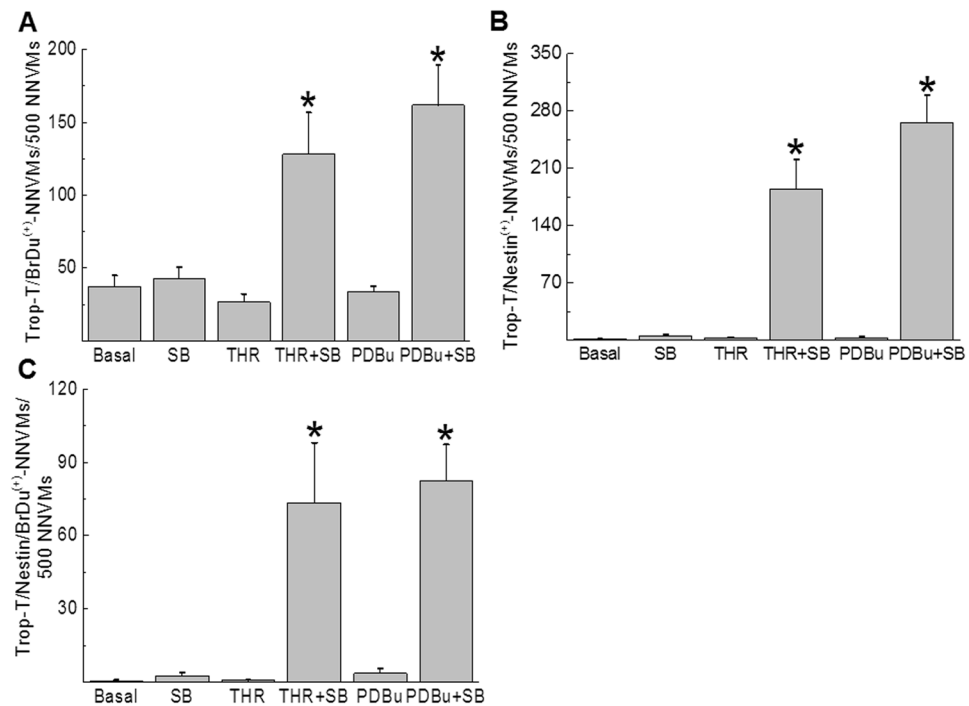 A
Trop-T/BrDu(+)-NNVMs/500 NNVMs
200
150
100
50
*
*
Basal SB THR THR+SB PDBu PDBu+SB
B
Trop-T/Nestin(+)-NNVMs/500 NNVMs
350
280
210
140
70
*
*
Basal SB THR THR+SB PDBu PDBu+SB
C
Trop-T/Nestin/BrDu(+)-NNVMs/
500 NNVMs
120
90
60
30
*
*
Basal SB THR THR+SB PDBu PDBu+SB